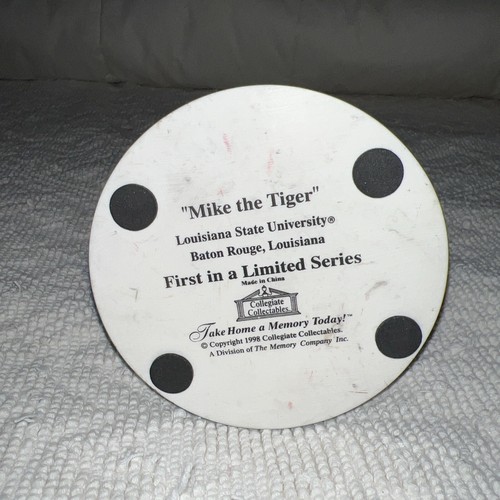 "Mike the Tiger"
Louisiana State University®
Baton Rouge, Louisiana
First in a Limited Series
Made in China
Collegiate
Collectables
Take Home a Memory Today!™
© Copyright 1998 Collegiate Collectables.
A Division of The Memory Company Inc.